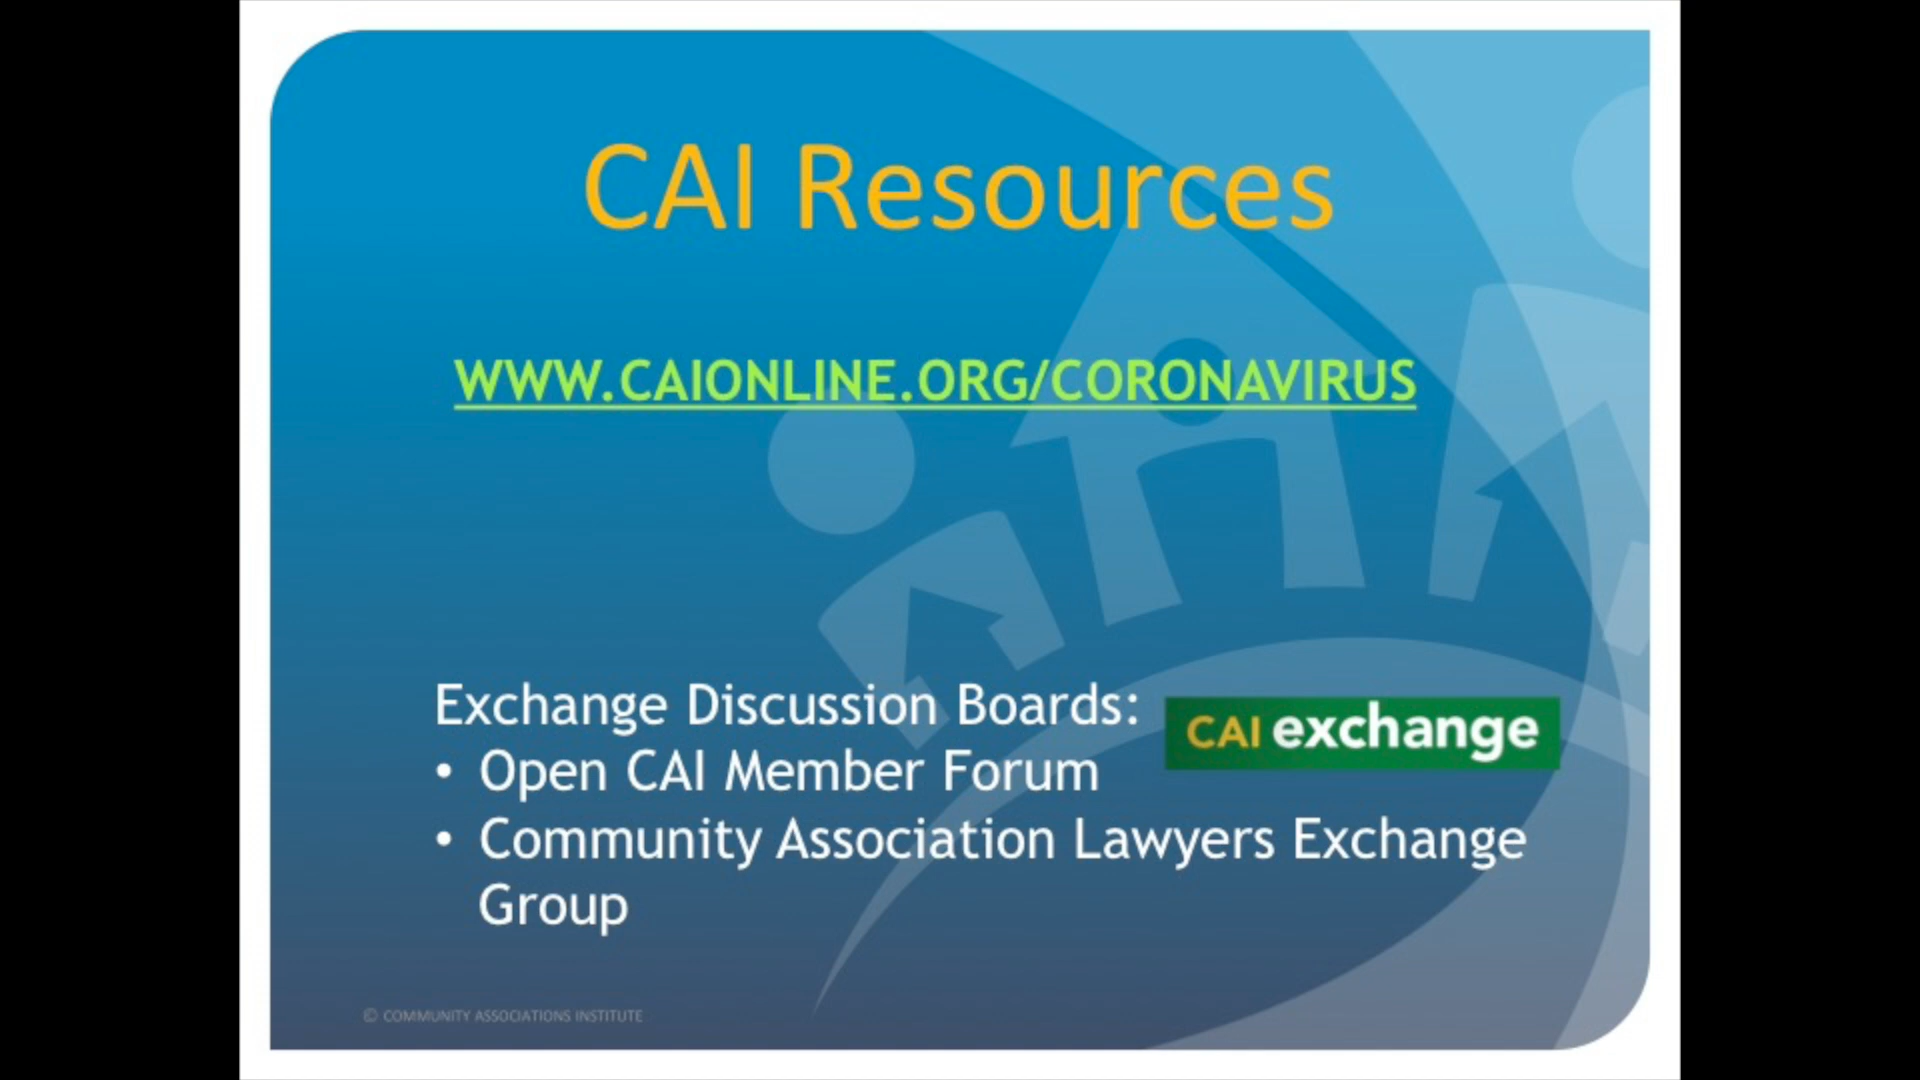 CAI Resources
WWW.CAIONLINE.ORG/CORONAVIRUS
Exchange Discussion Boards:
CAI exchange
• Open CAI Member Forum
• Community Association Lawyers Exchange
Group
© COMMUNITY ASSOCIATIONS INSTITUTE